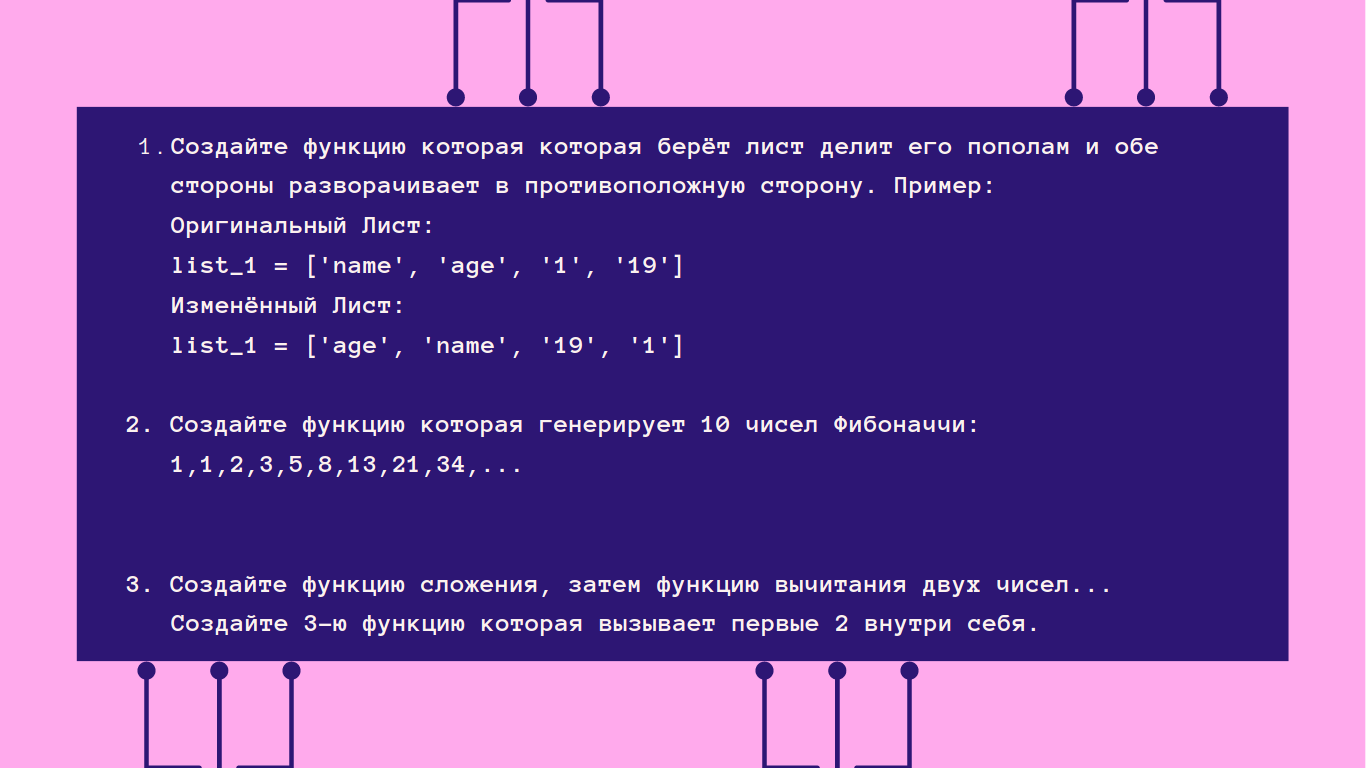 1.Создайте функцию которая которая берёт лист делит его пополам и обе
стороны разворачивает в противоположную сторону. Пример:
Оригинальный Лист:
list_1 = ['name', 'age', '1', '19']
Изменённый Лист:
list_1 = ['age', 'name', '19', '1']
2. Создайте функцию которая генерирует 10 чисел Фибоначчи:
1,1,2,3,5,8,13,21,34,...
3. Создайте функцию сложения, затем функцию вычитания двух чисел...
Создайте 3-ю функцию которая вызывает первые 2 внутри себя.